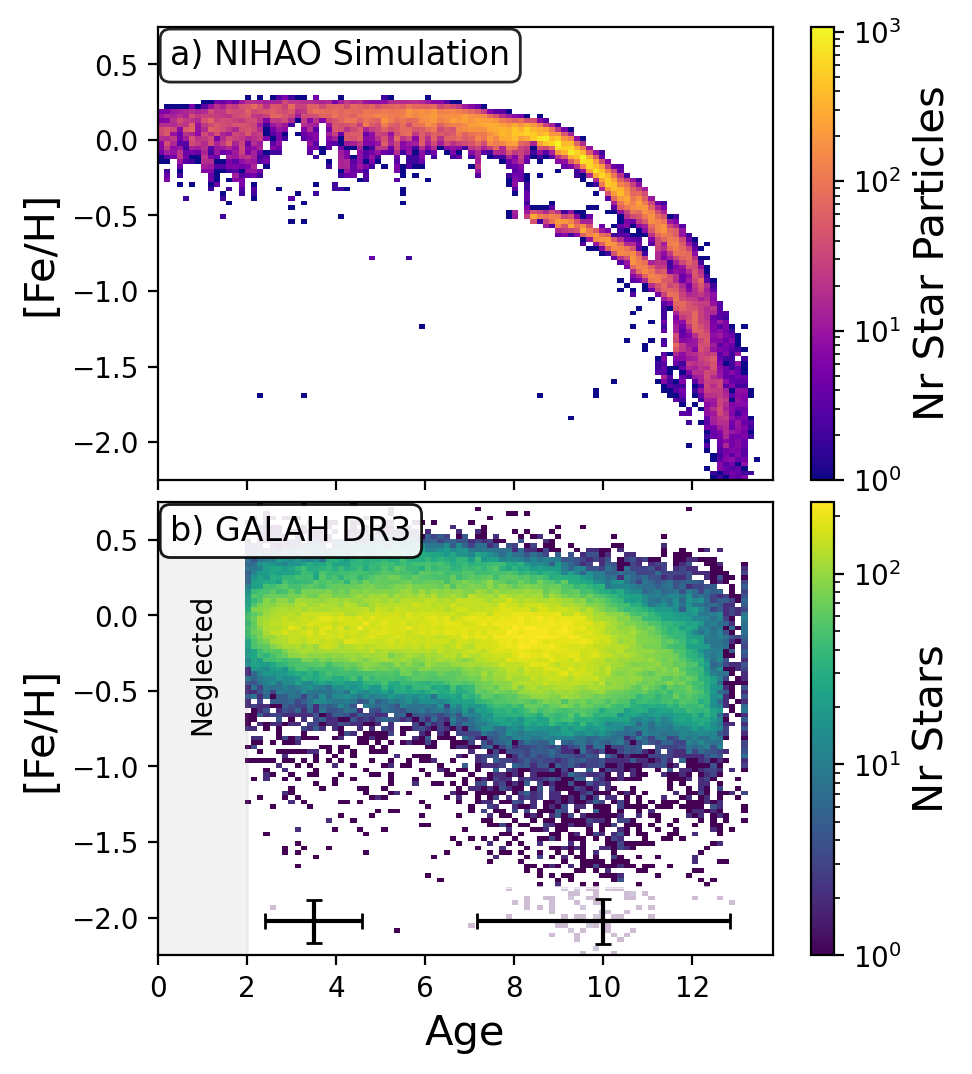 a) NIHAO Simulation
0.5
0.0
−0.5
−1.0
−1.5
−2.0
[Fe/H]
10³
10²
10¹
10⁰
Nr Star Particles
b) GALAH DR3
0.5
0.0
−0.5
−1.0
−1.5
−2.0
[Fe/H]
Neglected
10²
10¹
10⁰
Nr Stars
0 2 4 6 8 10 12
Age